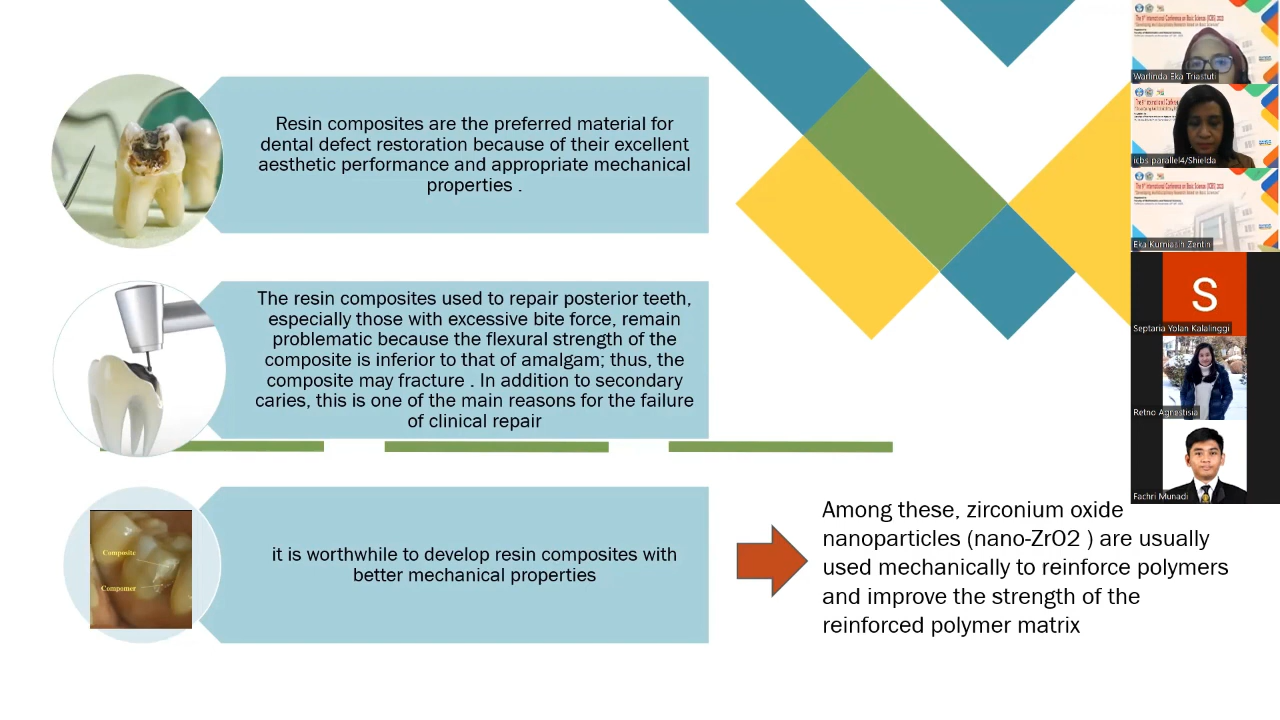 Resin composites are the preferred material for
dental defect restoration because of their excellent
aesthetic performance and appropriate mechanical
properties .
The resin composites used to repair posterior teeth,
especially those with excessive bite force, remain
problematic because the flexural strength of the
composite is inferior to that of amalgam; thus, the
composite may fracture . In addition to secondary
caries, this is one of the main reasons for the failure
of clinical repair
Composite
Compomer
it is worthwhile to develop resin composites with
better mechanical properties
Among these, zirconium oxide
nanoparticles (nano-ZrO2 ) are usually
used mechanically to reinforce polymers
and improve the strength of the
reinforced polymer matrix
Warlinda Eka Triastuti
icbs parallel4/Shielda
Eka Kurniasih Zentin
S
Septaria Yolan Kalalinggi
Retno Agnestisia
Fachri Munadi